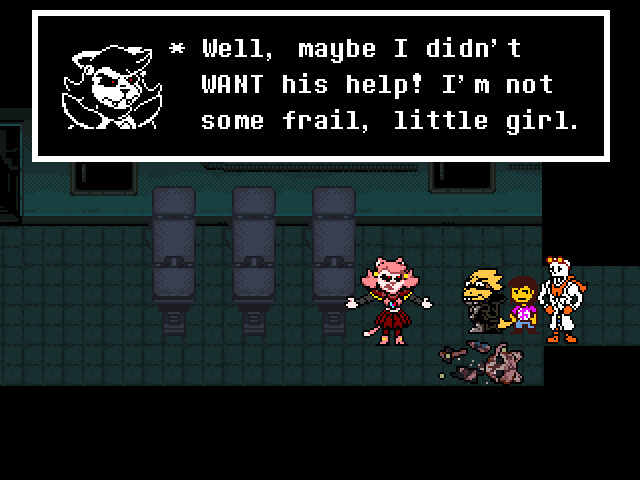 * Well, maybe I didn't
WANT his help! I'm not
some frail, little girl.